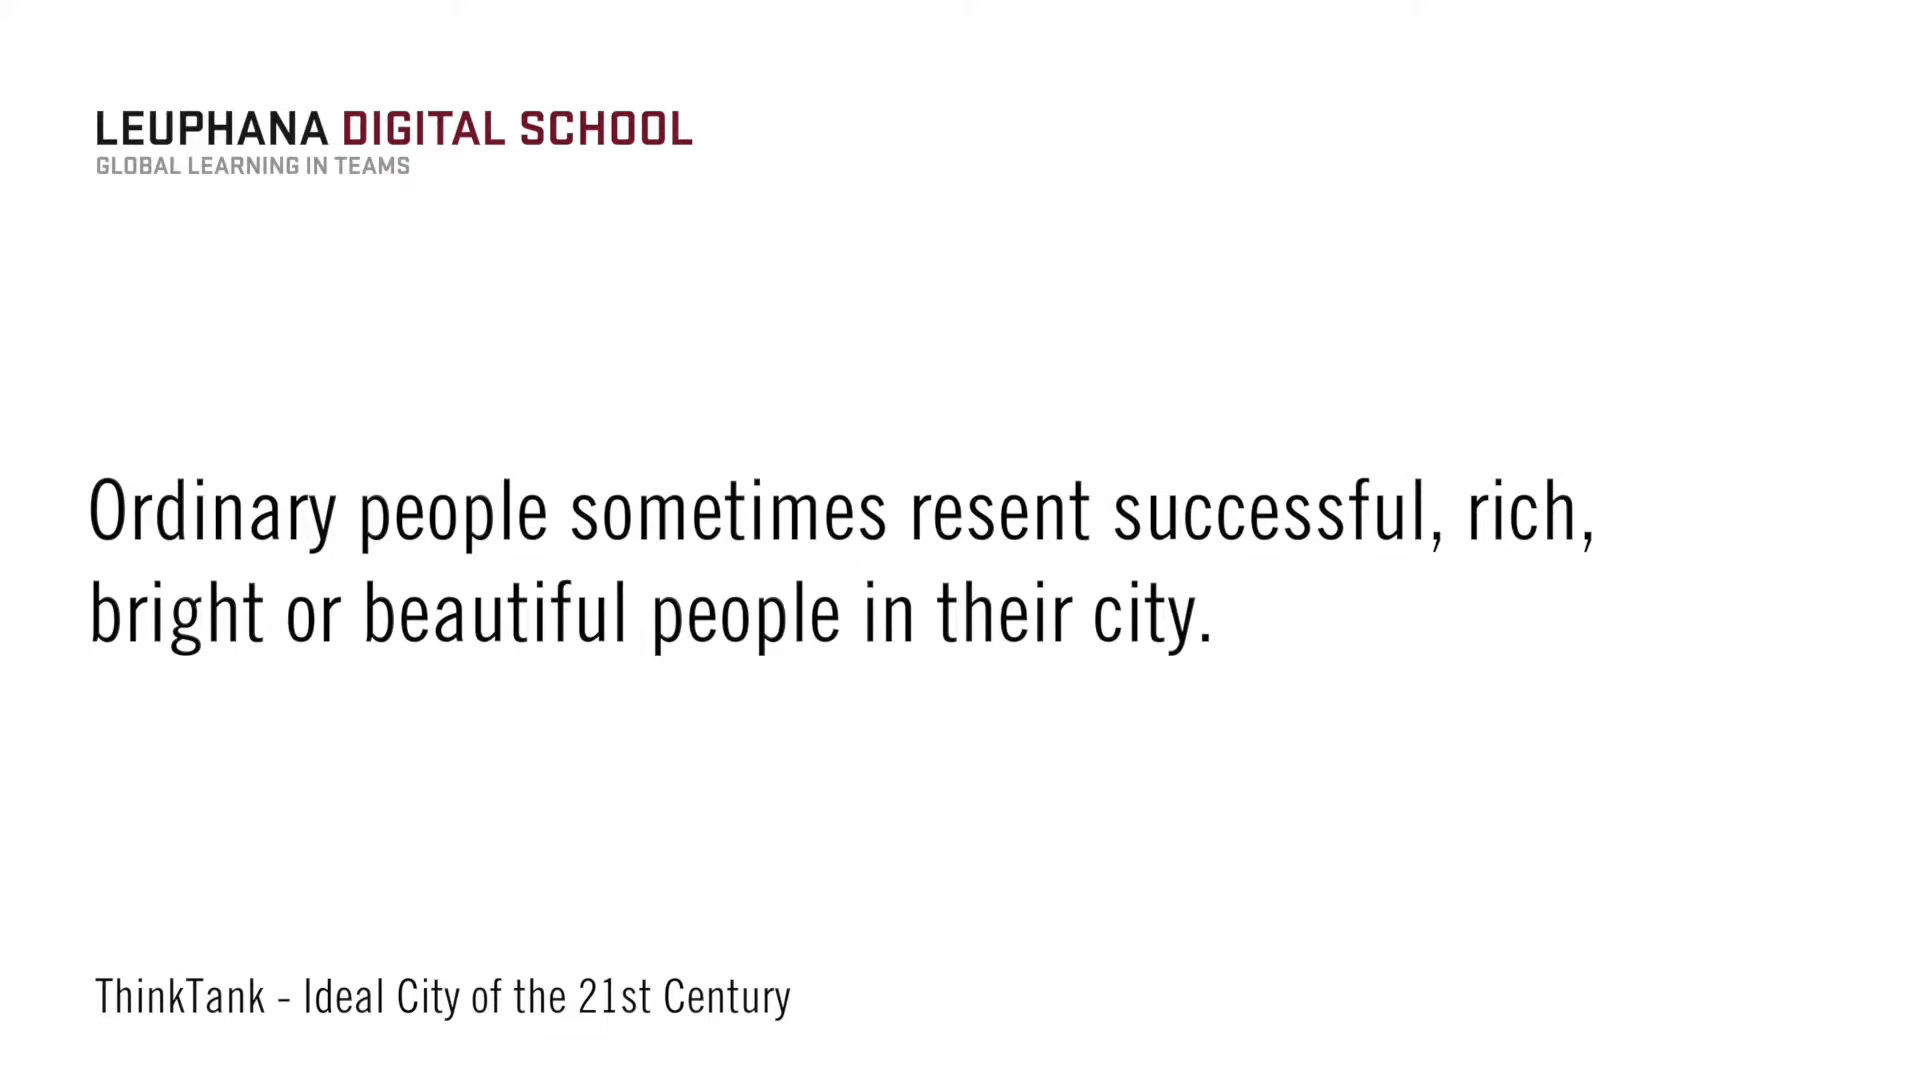 LEUPHANA DIGITAL SCHOOL
GLOBAL LEARNING IN TEAMS
Ordinary people sometimes resent successful, rich,
bright or beautiful people in their city.
ThinkTank - Ideal City of the 21st Century